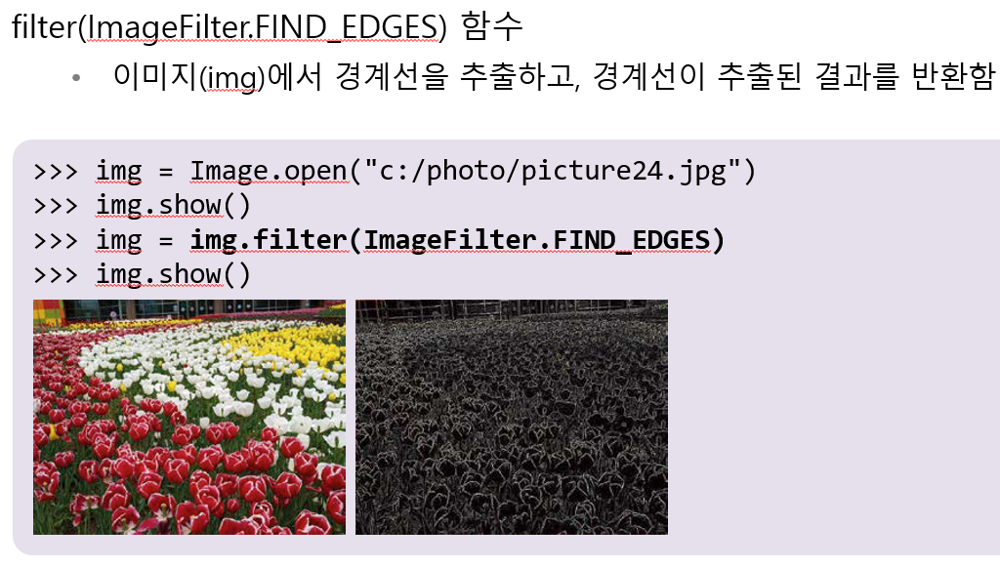 filter(ImageFilter.FIND_EDGES) 함수
• 이미지(img)에서 경계선을 추출하고, 경계선이 추출된 결과를 반환함
>>> img = Image.open("c:/photo/picture24.jpg")
>>> img.show()
>>> img = img.filter(ImageFilter.FIND_EDGES)
>>> img.show()